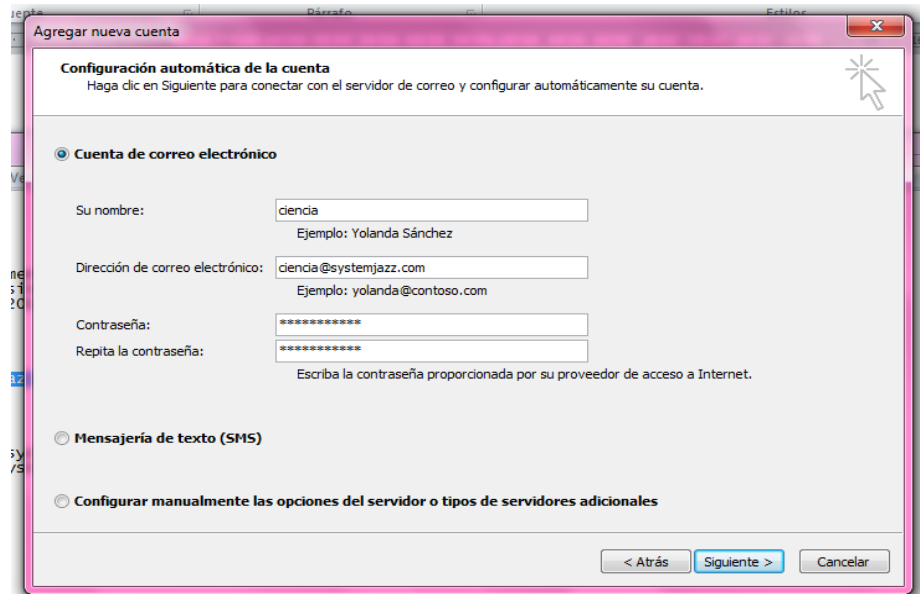 Párrafo
Estilos
Agregar nueva cuenta
Configuración automática de la cuenta
Haga clic en Siguiente para conectar con el servidor de correo y configurar automáticamente su cuenta.
Cuenta de correo electrónico
Su nombre: ciencia
Ejemplo: Yolanda Sánchez
Dirección de correo electrónico: ciencia@systemjazz.com
Ejemplo: yolanda@contoso.com
Contraseña: ***********
Repita la contraseña: ***********
Escriba la contraseña proporcionada por su proveedor de acceso a Internet.
Mensajería de texto (SMS)
Configurar manualmente las opciones del servidor o tipos de servidores adicionales
< Atrás Siguiente > Cancelar